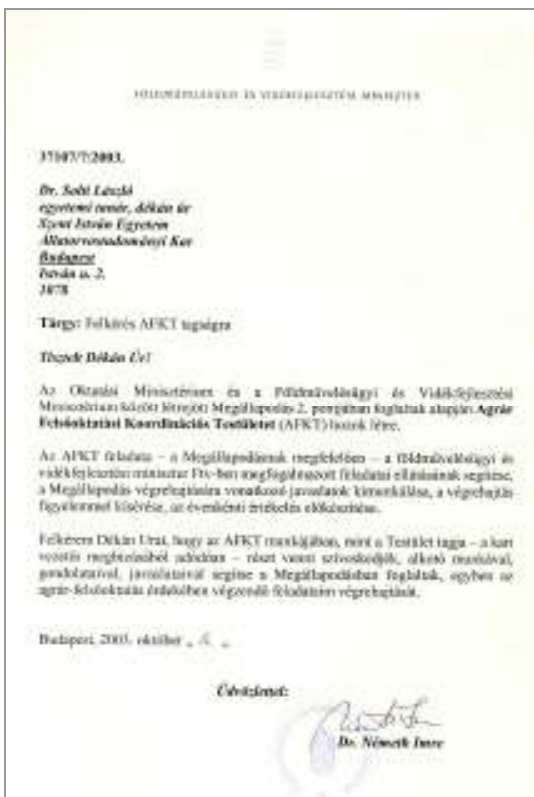 FÖLDMŰVELÉSÜGYI ÉS VIDÉKFEJLESZTÉSI MINISZTER
37107/7/2003.
Dr. Solti László
egyetemi tanár, dékán úr
Szent István Egyetem
Állatorvostudományi Kar
Budapest
István u. 2.
1078
Tárgy: Felkérés AFKT tagságra
Tisztelt Dékán Úr!
Az Oktatási Minisztérium és a Földművelésügyi és Vidékfejlesztési
Minisztérium között létrejött Megállapodás 2. pontjában foglaltak alapján Agrár
Felsőoktatási Koordinációs Testületet (AFKT) hozok létre.
Az AFKT feladata – a Megállapodásnak megfelelően – a földművelésügyi és
vidékfejlesztési miniszter Ftv-ben megfogalmazott feladatai ellátásának segítése,
a Megállapodás végrehajtására vonatkozó javaslatok kimunkálása, a végrehajtás
figyelemmel kísérése, az évenkénti értékelés előkészítése.
Felkérem Dékán Urat, hogy az AFKT munkájában, mint a Testület tagja – a kari
vezetés megbízásából adódóan – részt venni szíveskedjék, alkotó munkával,
gondolataival, javaslataival segítse a Megállapodásban foglaltak, egyben az
agrár-felsőoktatás érdekében végzendő feladataim végrehajtását.
Budapest, 2003. október „ „
Üdvözlettel:
Dr. Németh Imre